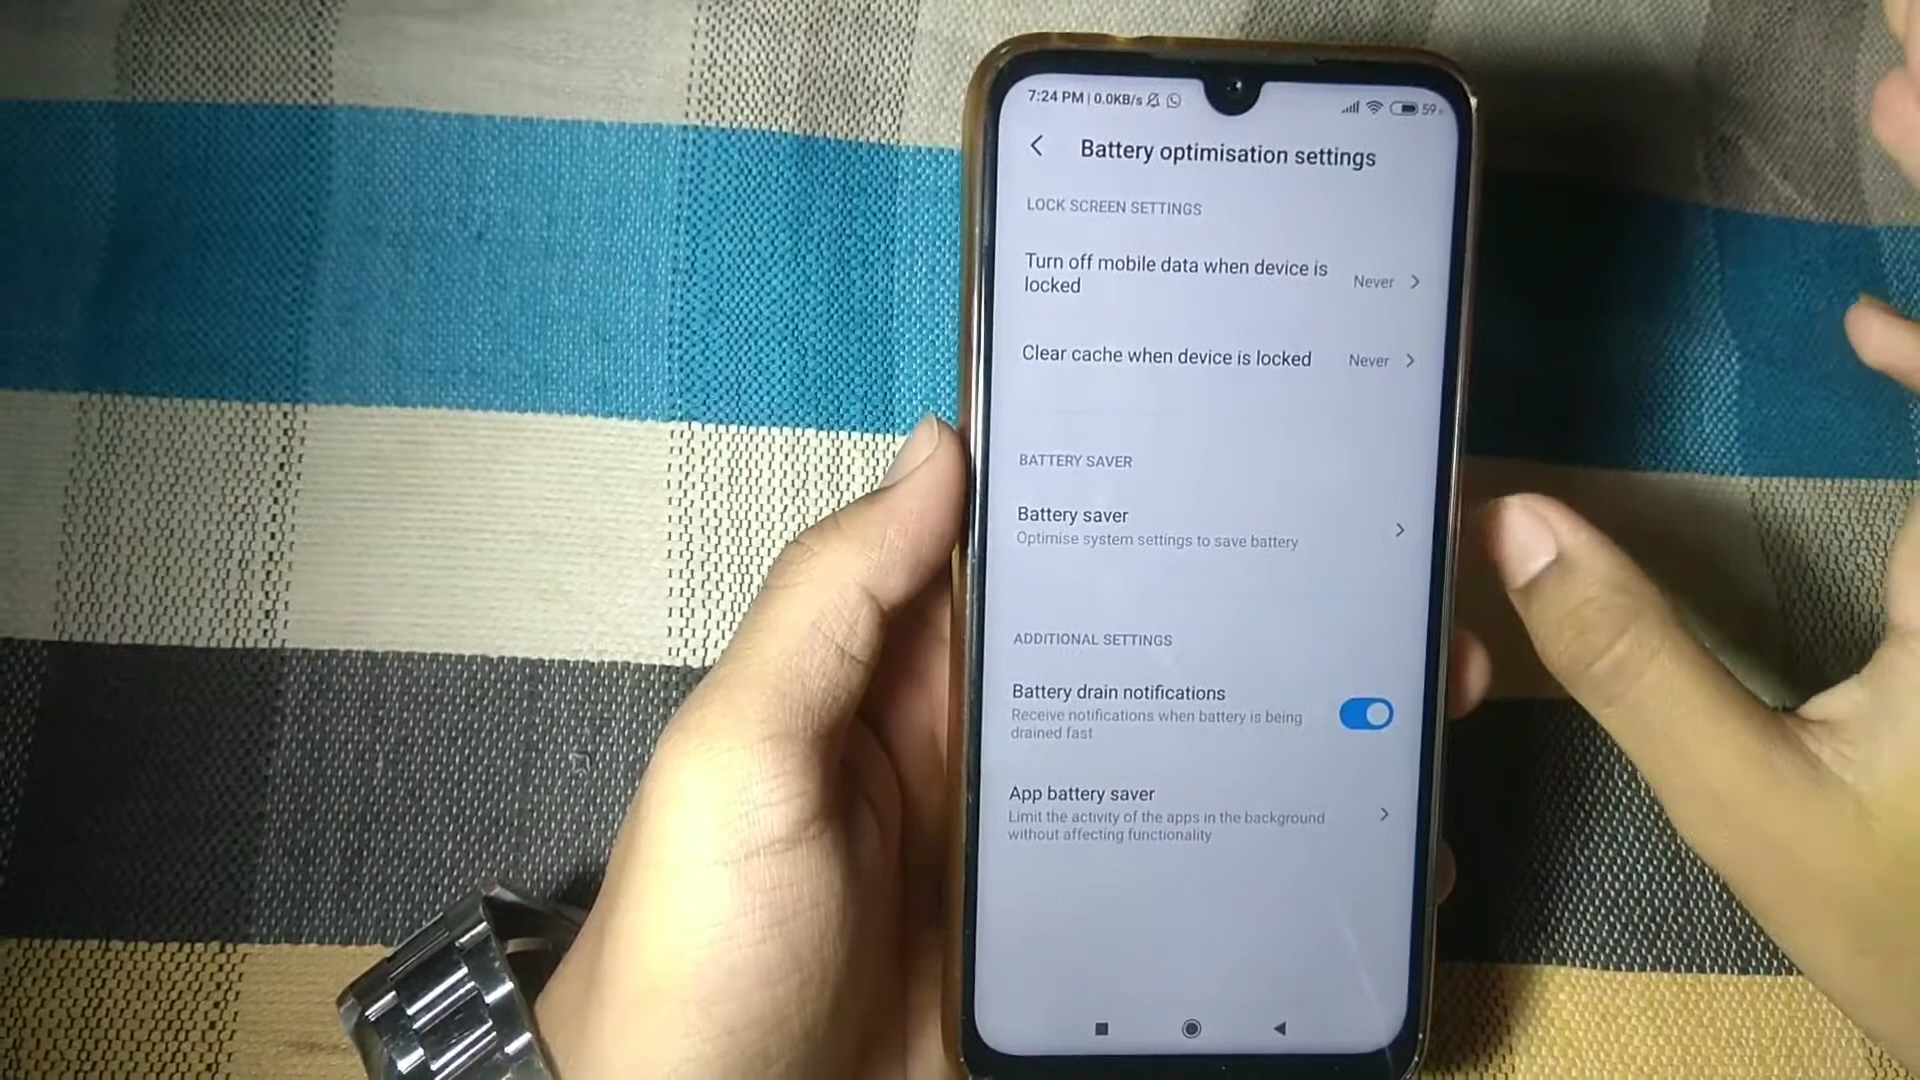 7:24 PM | 0.0KB/s
59
Battery optimisation settings
LOCK SCREEN SETTINGS
Turn off mobile data when device is
locked
Never
Clear cache when device is locked
Never
BATTERY SAVER
Battery saver
Optimise system settings to save battery
ADDITIONAL SETTINGS
Battery drain notifications
Receive notifications when battery is being
drained fast
App battery saver
Limit the activity of the apps in the background
without affecting functionality